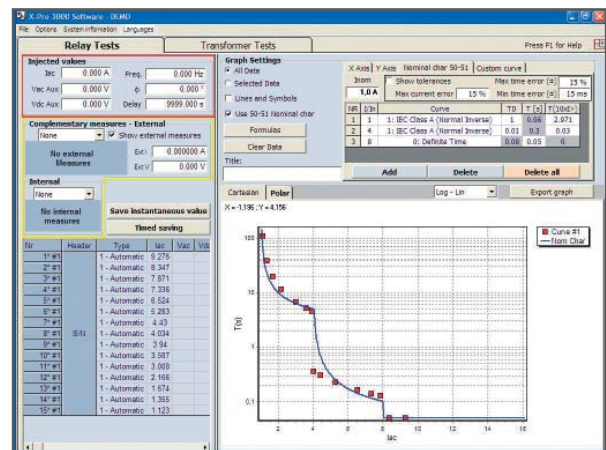 X-Pro 3000 Software - DEMO
File Options System-Information Languages
Relay Tests
Transformer Tests
Press F1 for Help
Injected values
Iac 0.000 A Freq. 0.000 Hz
Vac Aux 0.000 V ϕ 0.000 °
Vdc Aux 0.000 V Delay 9999.000 s
Complementary measures - External
None Show external measures
No external Measures
Ext I 0.000000 A
Ext V 0.000 V
Internal
None
No internal measures
Save instantaneous value
Timed saving
Graph Settings
All Data
Selected Data
Lines and Symbols
Use 50-51 Nominal char
Formulas
Clear Data
Title:
X Axis Y Axis Nominal char 50-51 Custom curve
Inom 1,0 A
Show tolerances Max time error (±) 15 %
Max current error 15 % Min time error (±) 15 ms
NR I/In Curve TD T [s] T(10xI>)
1 1 1: IEC Class A (Normal Inverse) 1 0.06 2.971
2 4 1: IEC Class A (Normal Inverse) 0.01 0.3 0.03
3 8 0: Definite Time 0.08 0.05 0
Add Delete Delete all
Cartesian Polar Log - Lin Export graph
X = -1,196 ; Y = 4,156
Nr Header Type Iac Vac Vdc
1° #1 1 - Automatic 9.276
2° #1 1 - Automatic 8.347
3° #1 1 - Automatic 7.871
4° #1 1 - Automatic 7.336
5° #1 1 - Automatic 6.524
6° #1 1 - Automatic 5.283
7° #1 1 - Automatic 4.43
8° #1 S/N 1 - Automatic 4.034
9° #1 1 - Automatic 3.94
10° #1 1 - Automatic 3.587
11° #1 1 - Automatic 3.008
12° #1 1 - Automatic 2.166
13° #1 1 - Automatic 1.674
14° #1 1 - Automatic 1.355
15° #1 1 - Automatic 1.123
Curve #1
Nom Char
T(s)
100
10
1
0.1
2 4 6 8 10 12 14 16
Iac